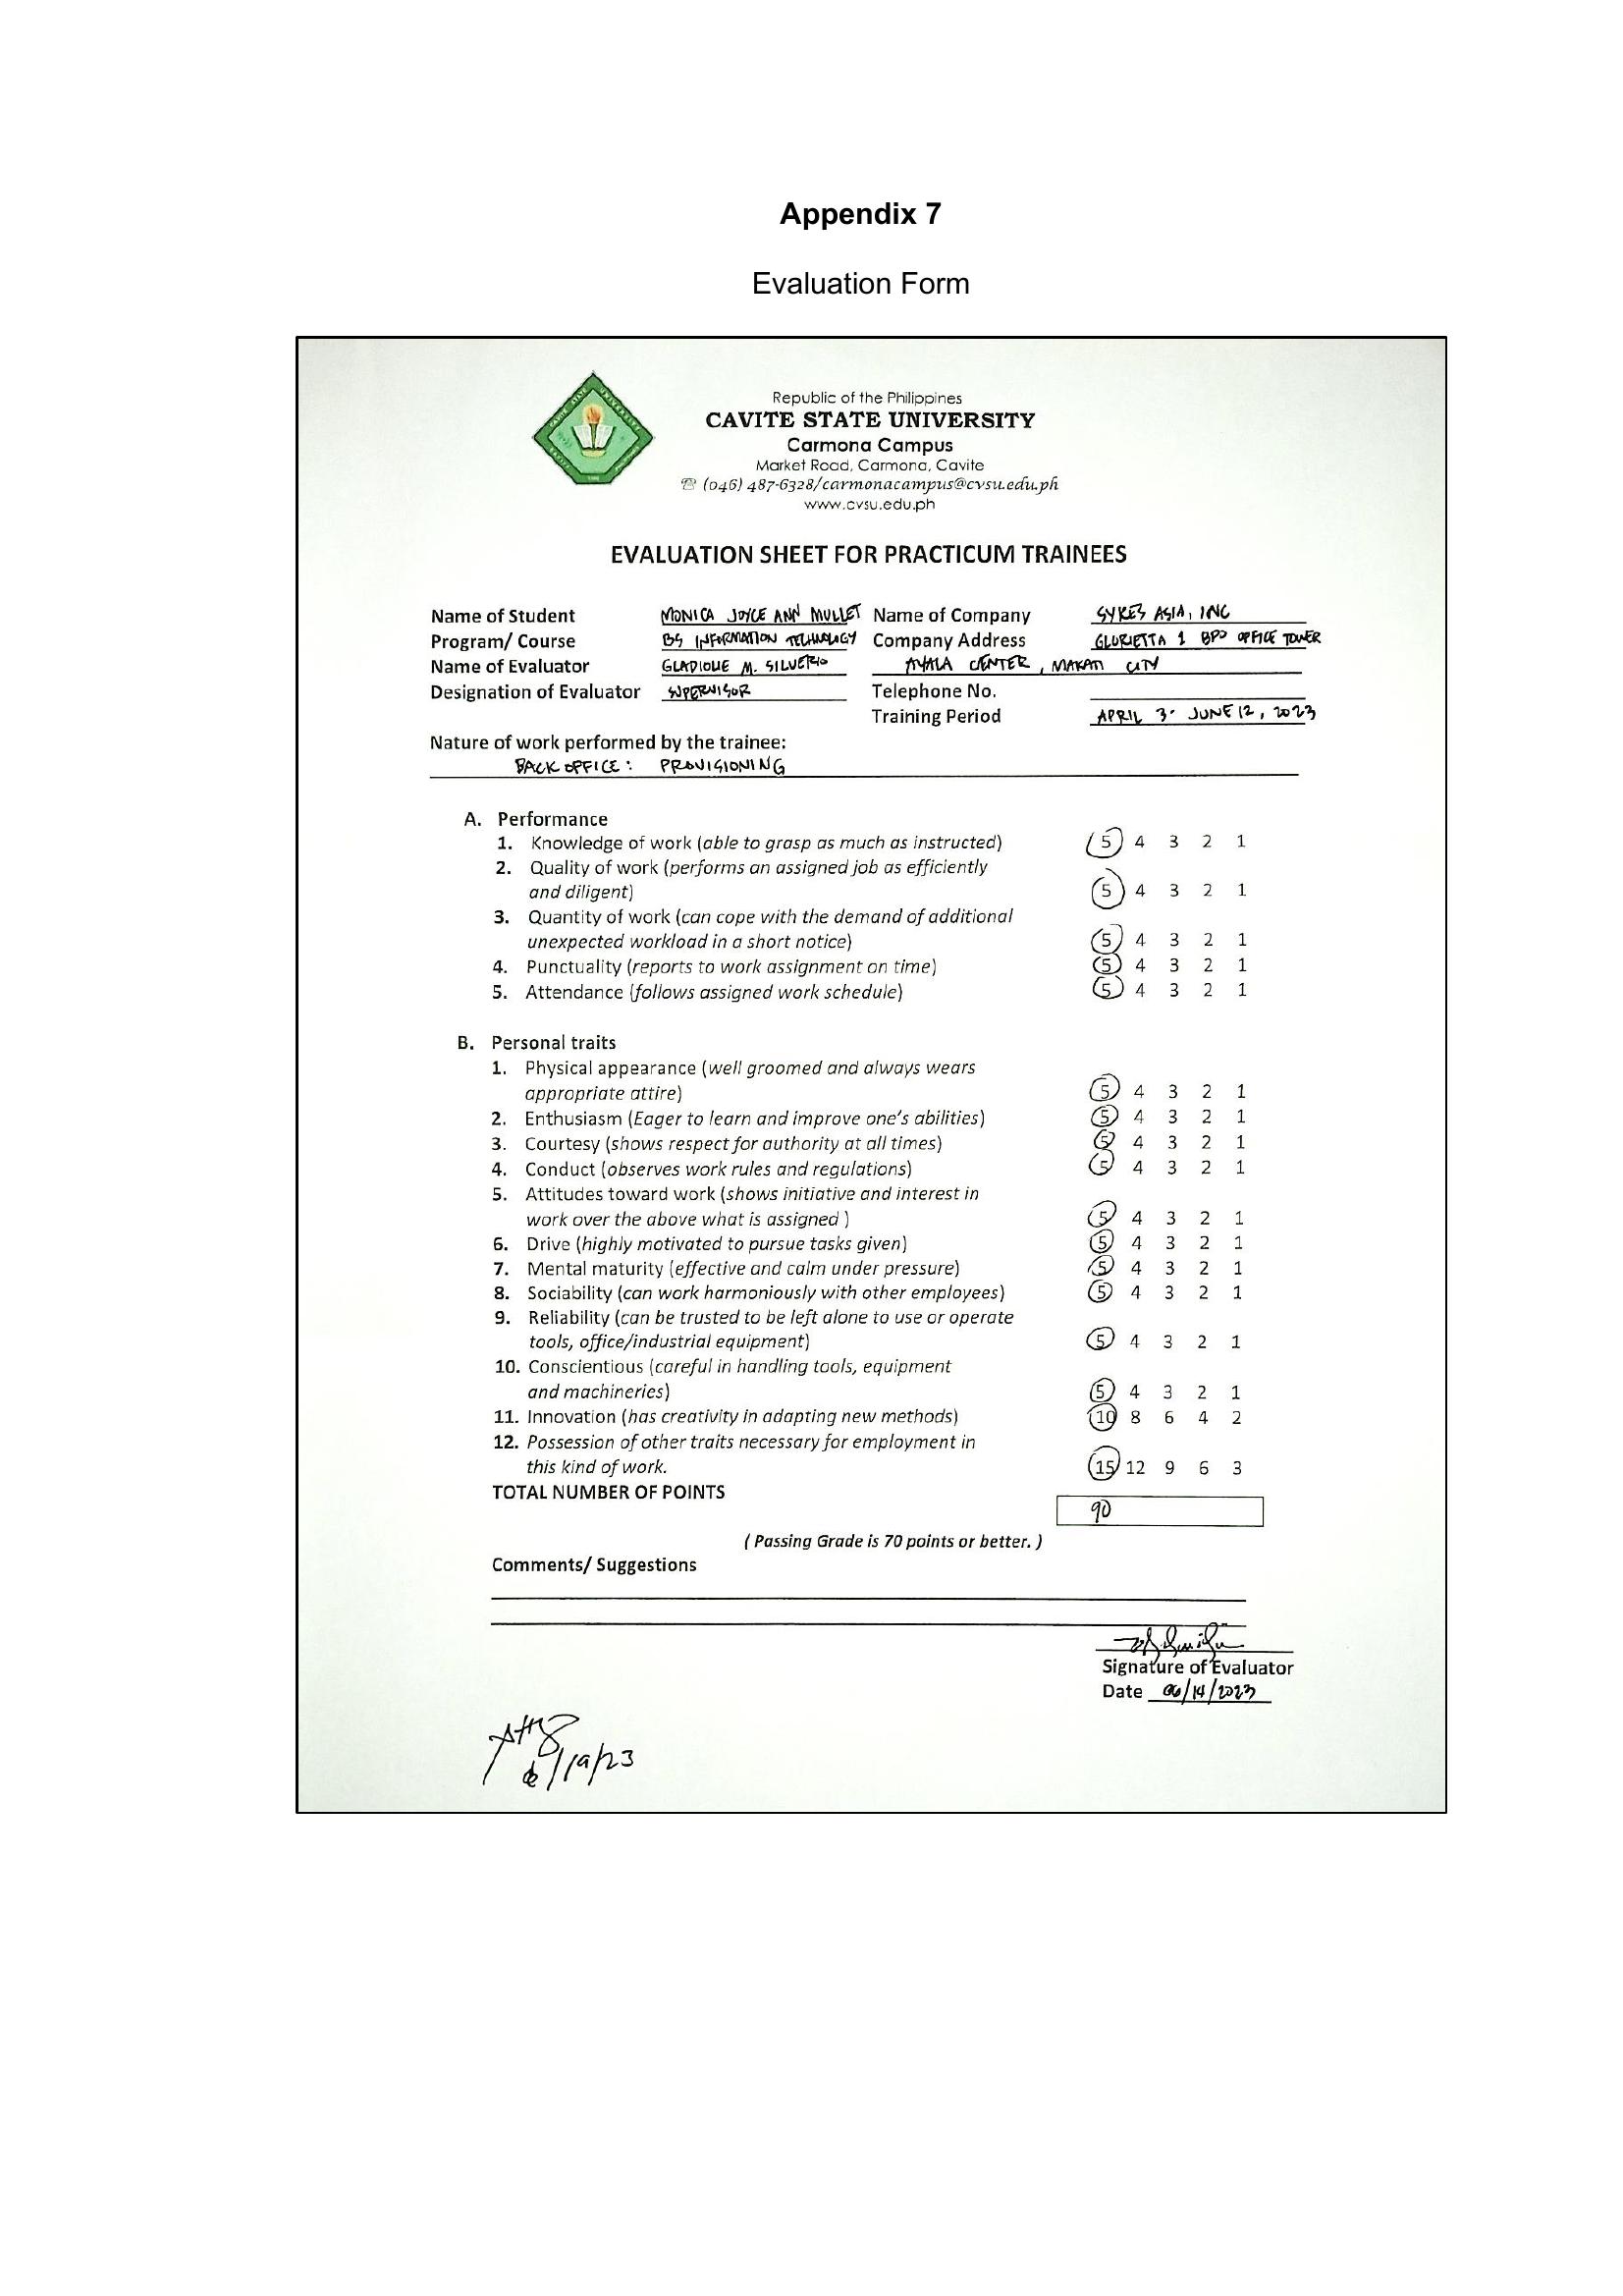 Appendix 7
Evaluation Form
Republic of the Philippines
CAVITE STATE UNIVERSITY
Carmona Campus
Market Road, Carmona, Cavite
☏ (046) 487-6328/carmonacampus@cvsu.edu.ph
www.cvsu.edu.ph
EVALUATION SHEET FOR PRACTICUM TRAINEES
Name of Student MONICA JOYCE ANN MULLET Name of Company SYKES ASIA, INC
Program/ Course BS INFORMATION TECHNOLOGY Company Address GLORIETTA 1 BPO OFFICE TOWER
Name of Evaluator GLADIOUE M. SILVERIO AYALA CENTER, MAKATI CITY
Designation of Evaluator SUPERVISOR Telephone No.
Training Period APRIL 3 - JUNE 12, 2023
Nature of work performed by the trainee:
BACK OFFICE: PROVISIONING
A. Performance
1. Knowledge of work (able to grasp as much as instructed) 5 4 3 2 1
2. Quality of work (performs an assigned job as efficiently
and diligent) 5 4 3 2 1
3. Quantity of work (can cope with the demand of additional
unexpected workload in a short notice) 5 4 3 2 1
4. Punctuality (reports to work assignment on time) 5 4 3 2 1
5. Attendance (follows assigned work schedule) 5 4 3 2 1
B. Personal traits
1. Physical appearance (well groomed and always wears
appropriate attire) 5 4 3 2 1
2. Enthusiasm (Eager to learn and improve one's abilities) 5 4 3 2 1
3. Courtesy (shows respect for authority at all times) 5 4 3 2 1
4. Conduct (observes work rules and regulations) 5 4 3 2 1
5. Attitudes toward work (shows initiative and interest in
work over the above what is assigned ) 5 4 3 2 1
6. Drive (highly motivated to pursue tasks given) 5 4 3 2 1
7. Mental maturity (effective and calm under pressure) 5 4 3 2 1
8. Sociability (can work harmoniously with other employees) 5 4 3 2 1
9. Reliability (can be trusted to be left alone to use or operate
tools, office/industrial equipment) 5 4 3 2 1
10. Conscientious (careful in handling tools, equipment
and machineries) 5 4 3 2 1
11. Innovation (has creativity in adapting new methods) 10 8 6 4 2
12. Possession of other traits necessary for employment in
this kind of work. 15 12 9 6 3
TOTAL NUMBER OF POINTS
90
( Passing Grade is 70 points or better. )
Comments/ Suggestions
Signature of Evaluator
Date 06/14/2023
6/19/23